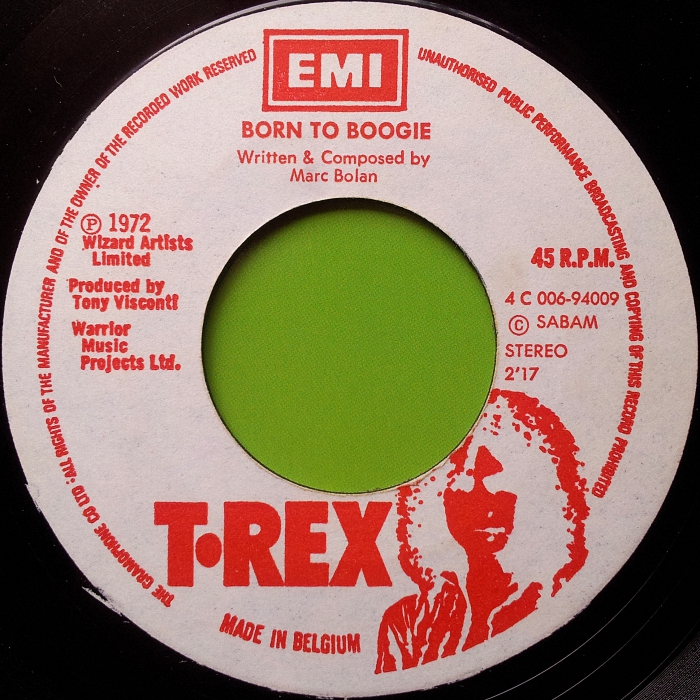 EMI
BORN TO BOOGIE
Written & Composed by
Marc Bolan
℗ 1972
Wizard Artists
Limited
Produced by
Tony Visconti
Warrior
Music
Projects Ltd.
45 R.P.M.
4 C 006-94009
© SABAM
STEREO
2'17
T•REX
MADE IN BELGIUM
THE GRAMOPHONE CO LTD · ALL RIGHTS OF THE MANUFACTURER AND OF THE OWNER OF THE RECORDED WORK RESERVED
UNAUTHORISED PUBLIC PERFORMANCE BROADCASTING AND COPYING OF THIS RECORD PROHIBITED